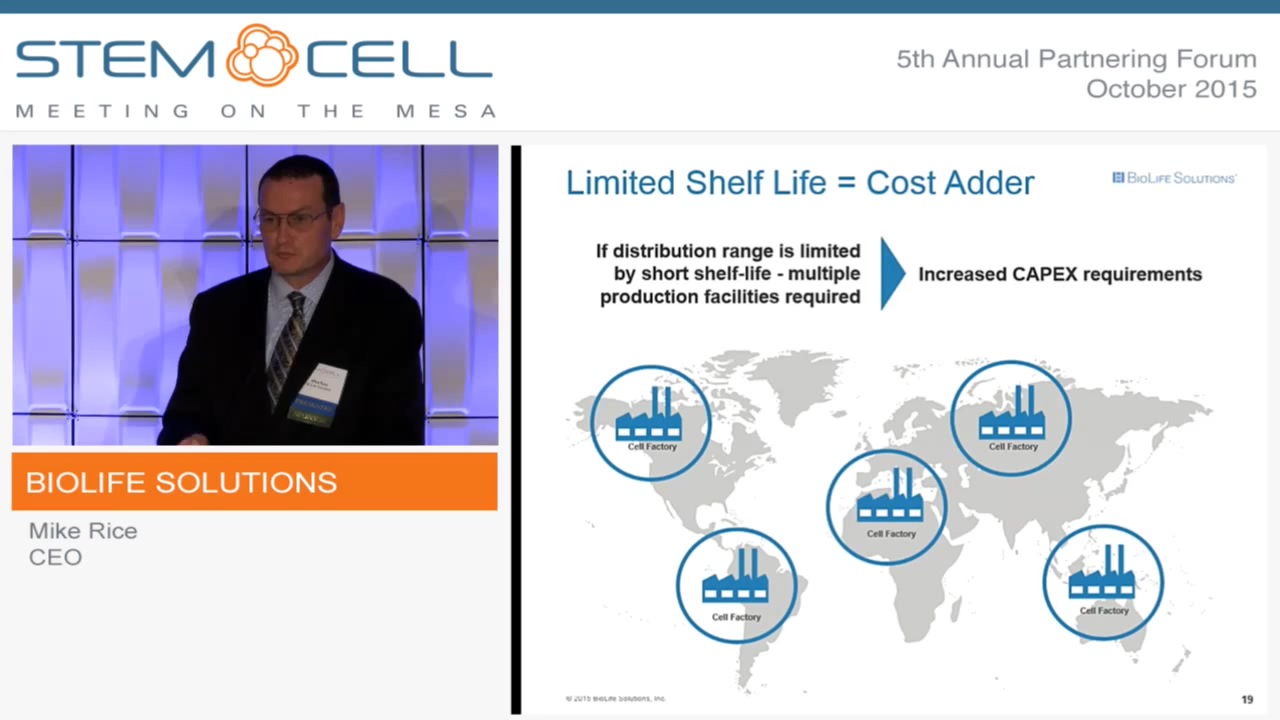 STEM CELL
MEETING ON THE MESA
5th Annual Partnering Forum
October 2015
BIOLIFE SOLUTIONS
Mike Rice
CEO
Limited Shelf Life = Cost Adder
BIOLIFE SOLUTIONS
If distribution range is limited
by short shelf-life - multiple
production facilities required
Increased CAPEX requirements
Cell Factory
Cell Factory
Cell Factory
Cell Factory
Cell Factory
© 2015 BioLife Solutions, Inc.
19